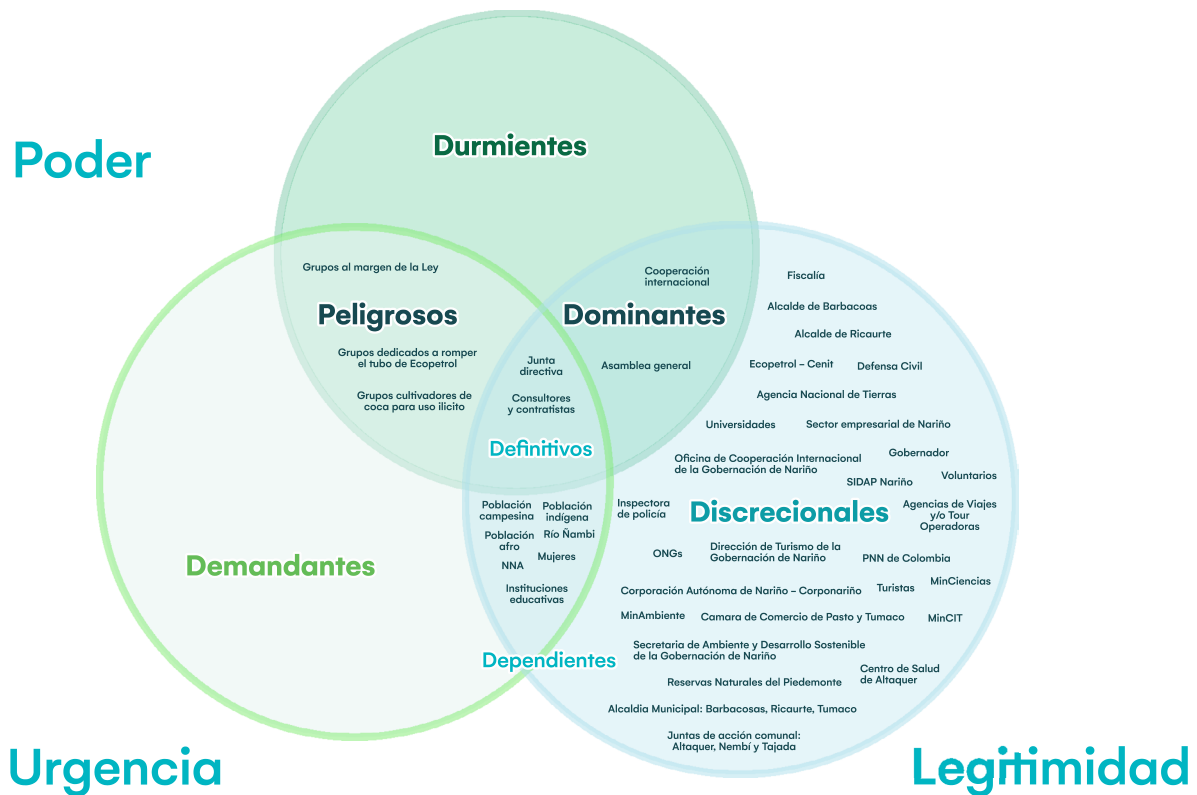 Poder
Durmientes
Grupos al margen de la Ley
Peligrosos
Grupos dedicados a romper
el tubo de Ecopetrol
Grupos cultivadores de
coca para uso ilicito
Cooperación
internacional
Dominantes
Asamblea general
Junta
directiva
Consultores
y contratistas
Definitivos
Fiscalía
Alcalde de Barbacoas
Alcalde de Ricaurte
Ecopetrol – Cenit
Defensa Civil
Agencia Nacional de Tierras
Universidades
Sector empresarial de Nariño
Oficina de Cooperación Internacional
de la Gobernación de Nariño
Gobernador
SIDAP Nariño
Voluntarios
Inspectora
de policía
Discrecionales
Agencias de Viajes
y/o Tour
Operadoras
ONGs
Dirección de Turismo de la
Gobernación de Nariño
PNN de Colombia
Corporación Autónoma de Nariño – Corponariño
Turistas
MinCiencias
MinAmbiente
Camara de Comercio de Pasto y Tumaco
MinCIT
Secretaria de Ambiente y Desarrollo Sostenible
de la Gobernación de Nariño
Centro de Salud
de Altaquer
Reservas Naturales del Piedemonte
Alcaldia Municipal: Barbacosas, Ricaurte, Tumaco
Juntas de acción comunal:
Altaquer, Nembí y Tajada
Población
campesina
Población
indígena
Población
afro
Río Ñambi
Mujeres
NNA
Instituciones
educativas
Dependientes
Demandantes
Urgencia
Legitimidad